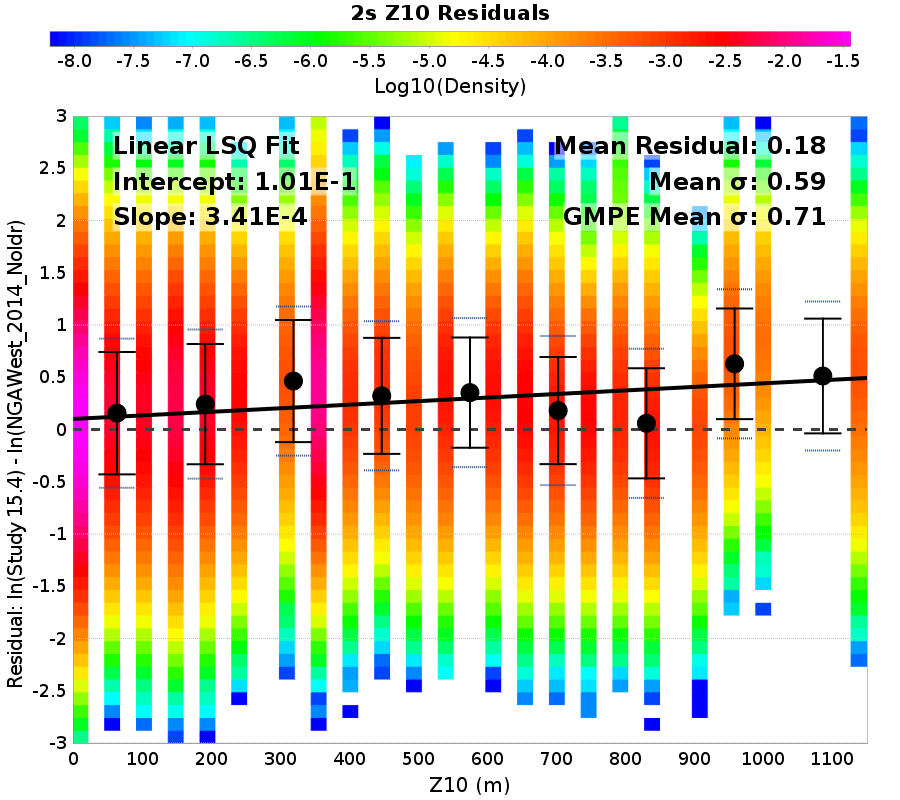 2s Z10 Residuals
-8.0 -7.5 -7.0 -6.5 -6.0 -5.5 -5.0 -4.5 -4.0 -3.5 -3.0 -2.5 -2.0 -1.5
Log10(Density)
Linear LSQ Fit
Intercept: 1.01E-1
Slope: 3.41E-4
Mean Residual: 0.18
Mean σ: 0.59
GMPE Mean σ: 0.71
Residual: ln(Study 15.4) - ln(NGAWest_2014_NoIdr)
3
2.5
2
1.5
1
0.5
0
-0.5
-1
-1.5
-2
-2.5
-3
0 100 200 300 400 500 600 700 800 900 1000 1100
Z10 (m)